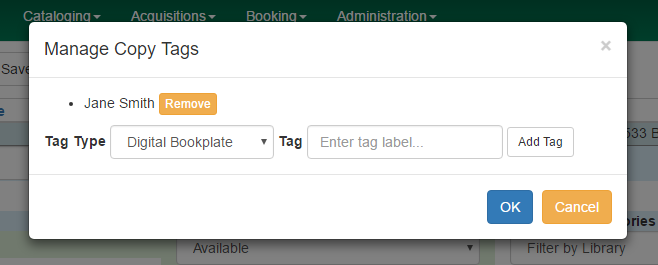 Cataloging Acquisitions Booking Administration
Manage Copy Tags ×
Save
Jane Smith Remove
Tag Type Digital Bookplate Tag Enter tag label... Add Tag
533 B
OK Cancel
ories
Available Filter by Library